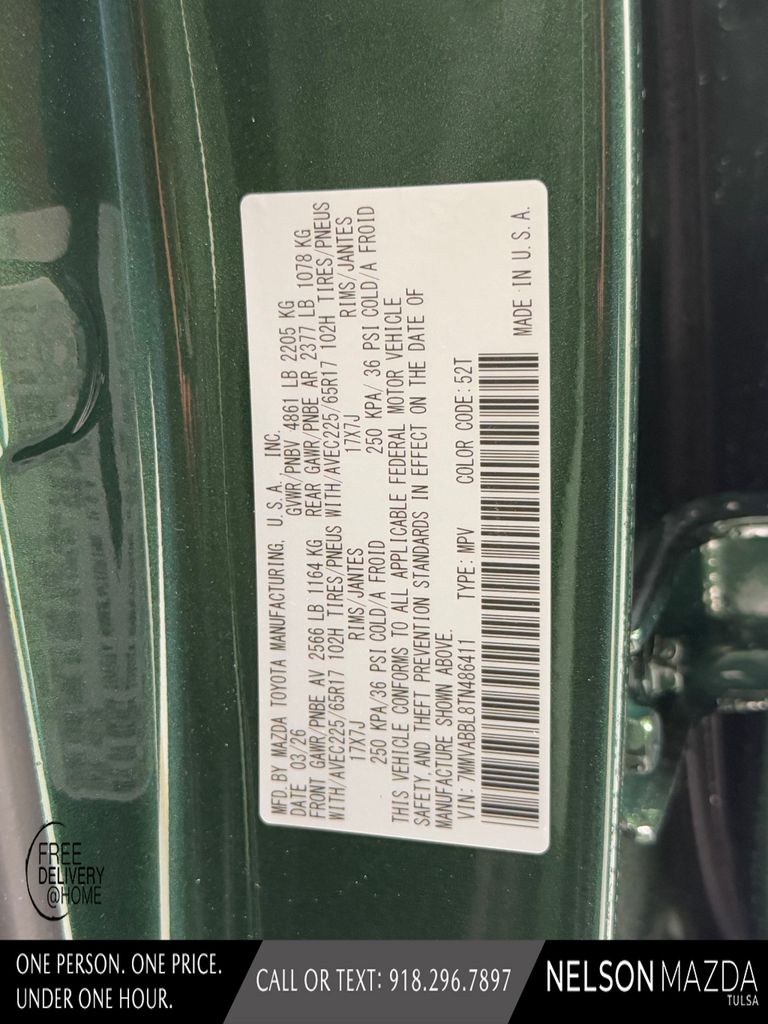 MFD.BY MAZDA TOYOTA MANUFACTURING, U.S.A., INC.
DATE 03/26 GVWR/PNBV 4861 LB 2205 KG
FRONT GAWR/PNBE AV 2566 LB 1164 KG REAR GAWR/PNBE AR 2377 LB 1078 KG
WITH/AVEC225/65R17 102H TIRES/PNEUS WITH/AVEC225/65R17 102H TIRES/PNEUS
17X7J RIMS/JANTES 17X7J RIMS/JANTES
250 KPA/36 PSI COLD/A FROID 250 KPA/ 36 PSI COLD/A FROID
THIS VEHICLE CONFORMS TO ALL APPLICABLE FEDERAL MOTOR VEHICLE
SAFETY, AND THEFT PREVENTION STANDARDS IN EFFECT ON THE DATE OF
MANUFACTURE SHOWN ABOVE.
VIN: 7MMVABBL8TN486411 TYPE: MPV COLOR CODE: 52T
MADE IN U.S.A.
FREE
DELIVERY
@HOME
ONE PERSON. ONE PRICE.
UNDER ONE HOUR.
CALL OR TEXT: 918.296.7897
NELSON MAZDA
TULSA